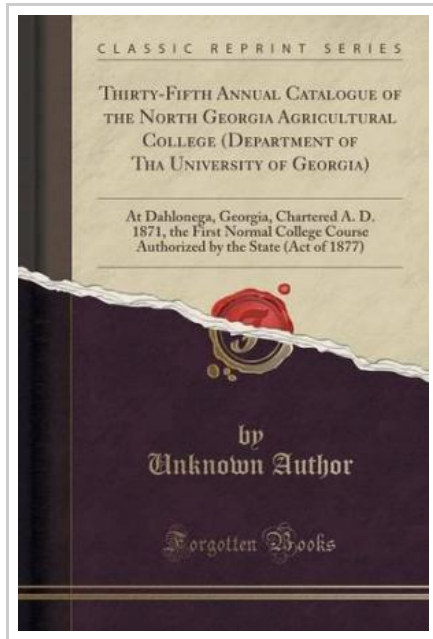 CLASSIC REPRINT SERIES
THIRTY-FIFTH ANNUAL CATALOGUE OF
THE NORTH GEORGIA AGRICULTURAL
COLLEGE (DEPARTMENT OF
THA UNIVERSITY OF GEORGIA)
At Dahlonega, Georgia, Chartered A. D.
1871, the First Normal College Course
Authorized by the State (Act of 1877)
by
Unknown Author
Forgotten Books